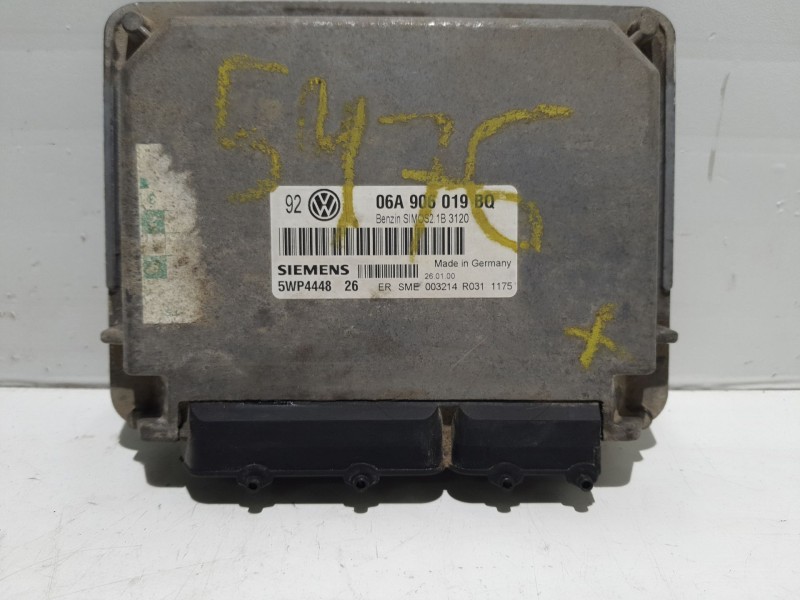 5476
92 VW 06A 906 019 BQ
Benzin SIMOS2.1B 3120
SIEMENS Made in Germany
26.01.00
5WP4448 26 ER SME 003214 R031 1175
x